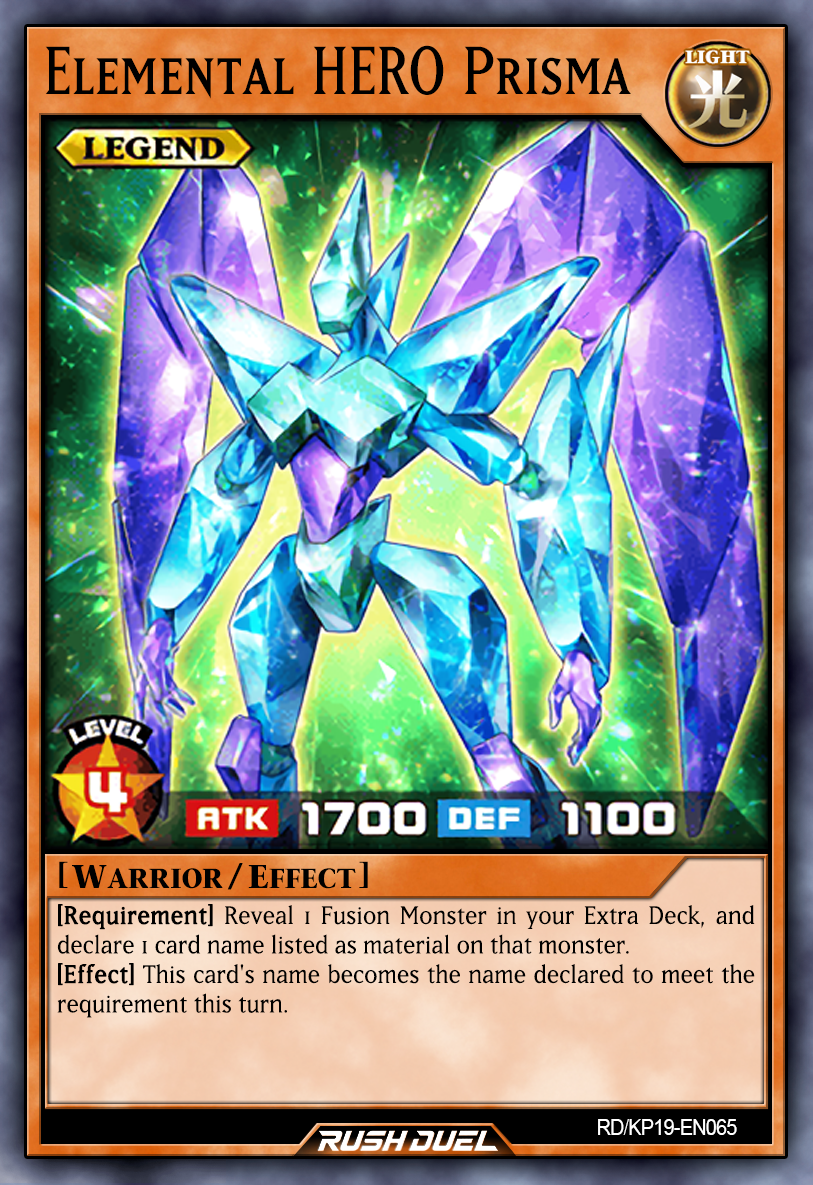 Elemental HERO Prisma
LIGHT
光
LEGEND
LEVEL
4
ATK 1700 DEF 1100
[Warrior/Effect]
[Requirement] Reveal 1 Fusion Monster in your Extra Deck, and
declare 1 card name listed as material on that monster.
[Effect] This card's name becomes the name declared to meet the
requirement this turn.
RD/KP19-EN065
RUSH DUEL